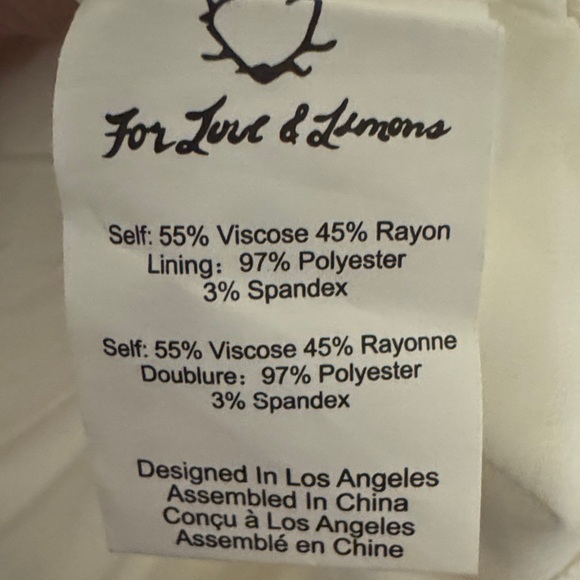 For Love & Lemons
Self: 55% Viscose 45% Rayon
Lining: 97% Polyester
3% Spandex
Self: 55% Viscose 45% Rayonne
Doublure: 97% Polyester
3% Spandex
Designed In Los Angeles
Assembled In China
Conçu à Los Angeles
Assemblé en Chine